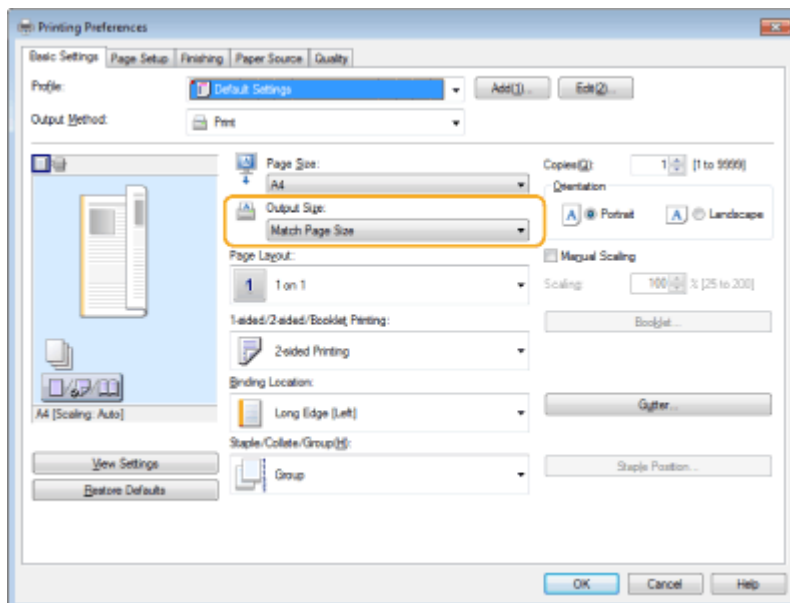 Printing Preferences
Basic Settings Page Setup Finishing Paper Source Quality
Profile: Default Settings Add(1)... Edit(2)...
Output Method: Print
Page Size: Copies(Q): 1 [1 to 9999]
A4 Orientation
Output Size: A Portrait A Landscape
Match Page Size
Page Layout: Manual Scaling
1 1 on 1 Scaling: 100 % [25 to 200]
1-sided/2-sided/Booklet Printing: Booklet...
2-sided Printing
Binding Location:
A4 [Scaling: Auto] Long Edge (Left) Gutter...
Staple/Collate/Group(H):
View Settings Group Staple Position...
Restore Defaults
OK Cancel Help